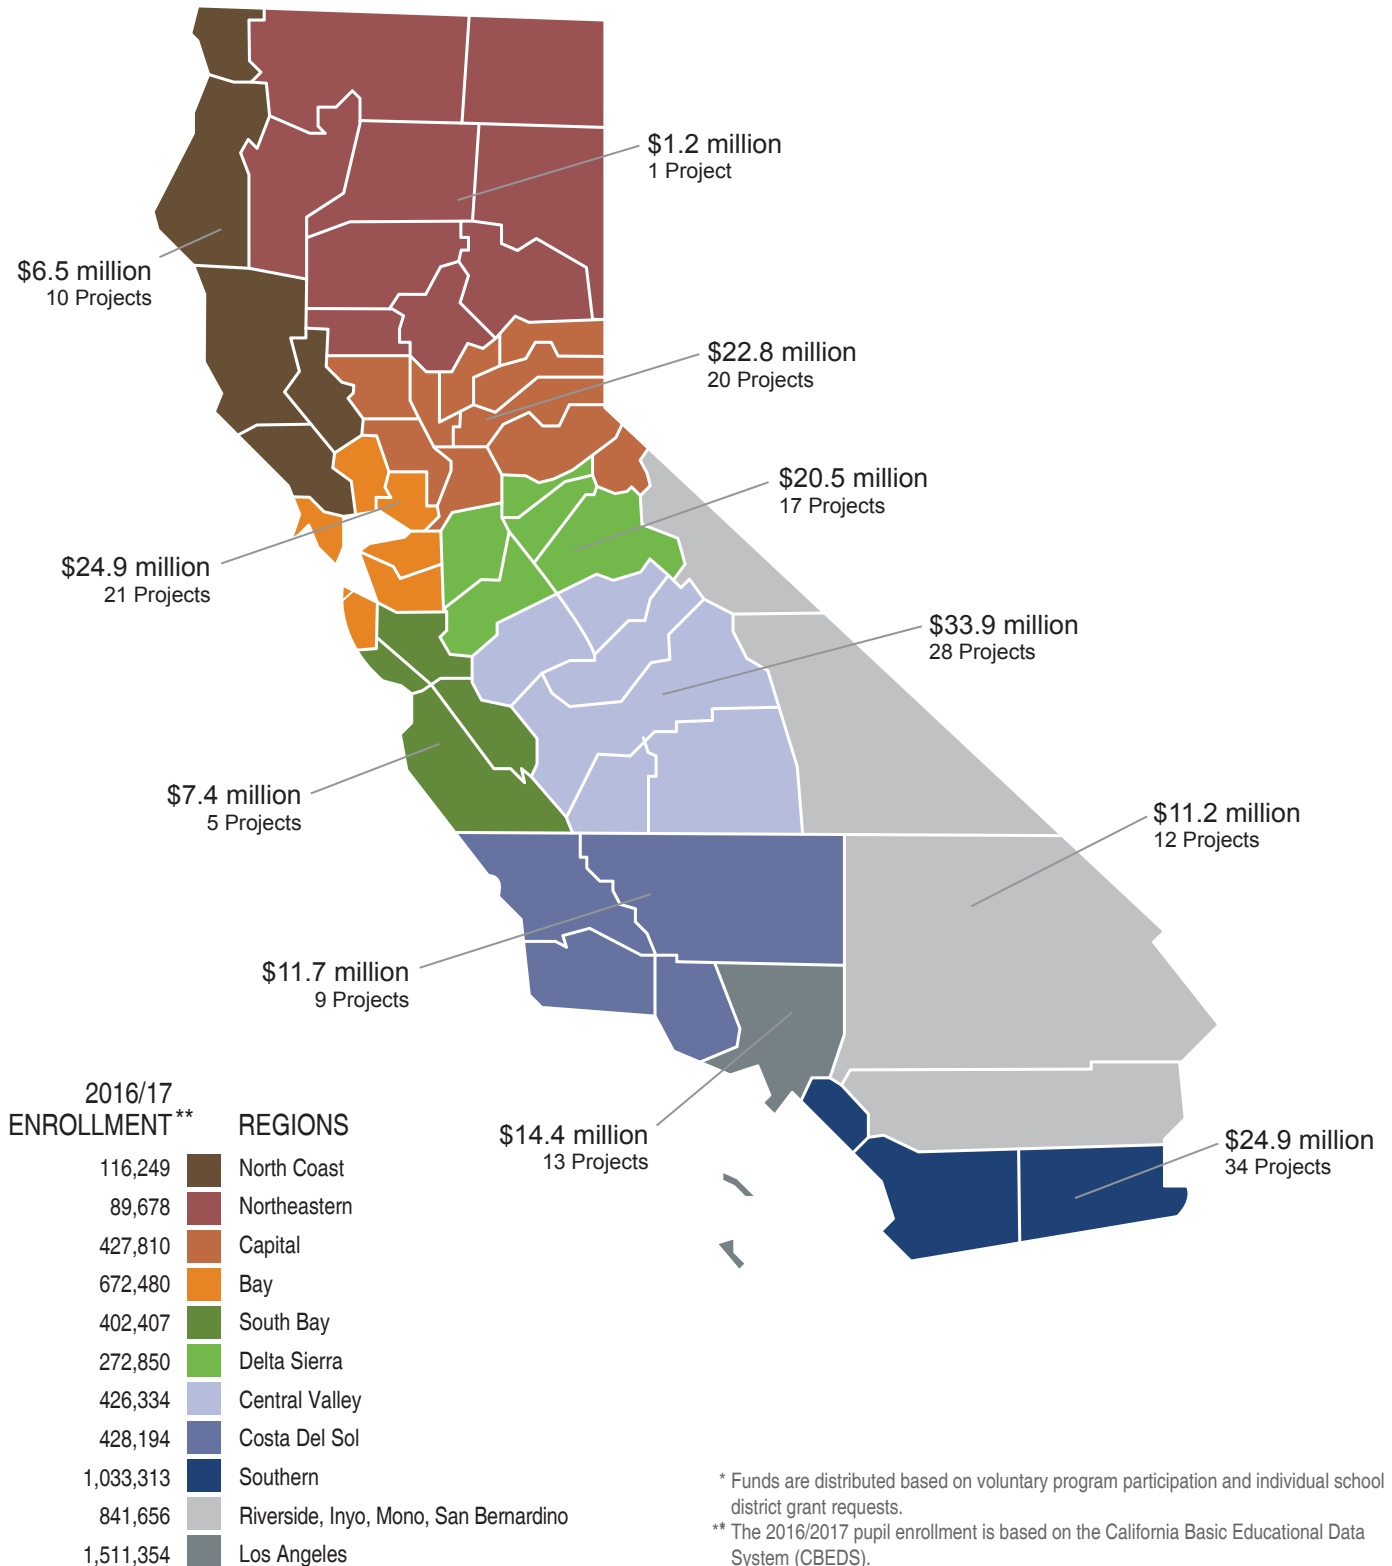 $1.2 million
1 Project
$6.5 million
10 Projects
$22.8 million
20 Projects
$20.5 million
17 Projects
$24.9 million
21 Projects
$33.9 million
28 Projects
$7.4 million
5 Projects
$11.2 million
12 Projects
$11.7 million
9 Projects
$14.4 million
13 Projects
$24.9 million
34 Projects
2016/17
ENROLLMENT** REGIONS
116,249 North Coast
89,678 Northeastern
427,810 Capital
672,480 Bay
402,407 South Bay
272,850 Delta Sierra
426,334 Central Valley
428,194 Costa Del Sol
1,033,313 Southern
841,656 Riverside, Inyo, Mono, San Bernardino
1,511,354 Los Angeles
* Funds are distributed based on voluntary program participation and individual school
district grant requests.
** The 2016/2017 pupil enrollment is based on the California Basic Educational Data
System (CBEDS).